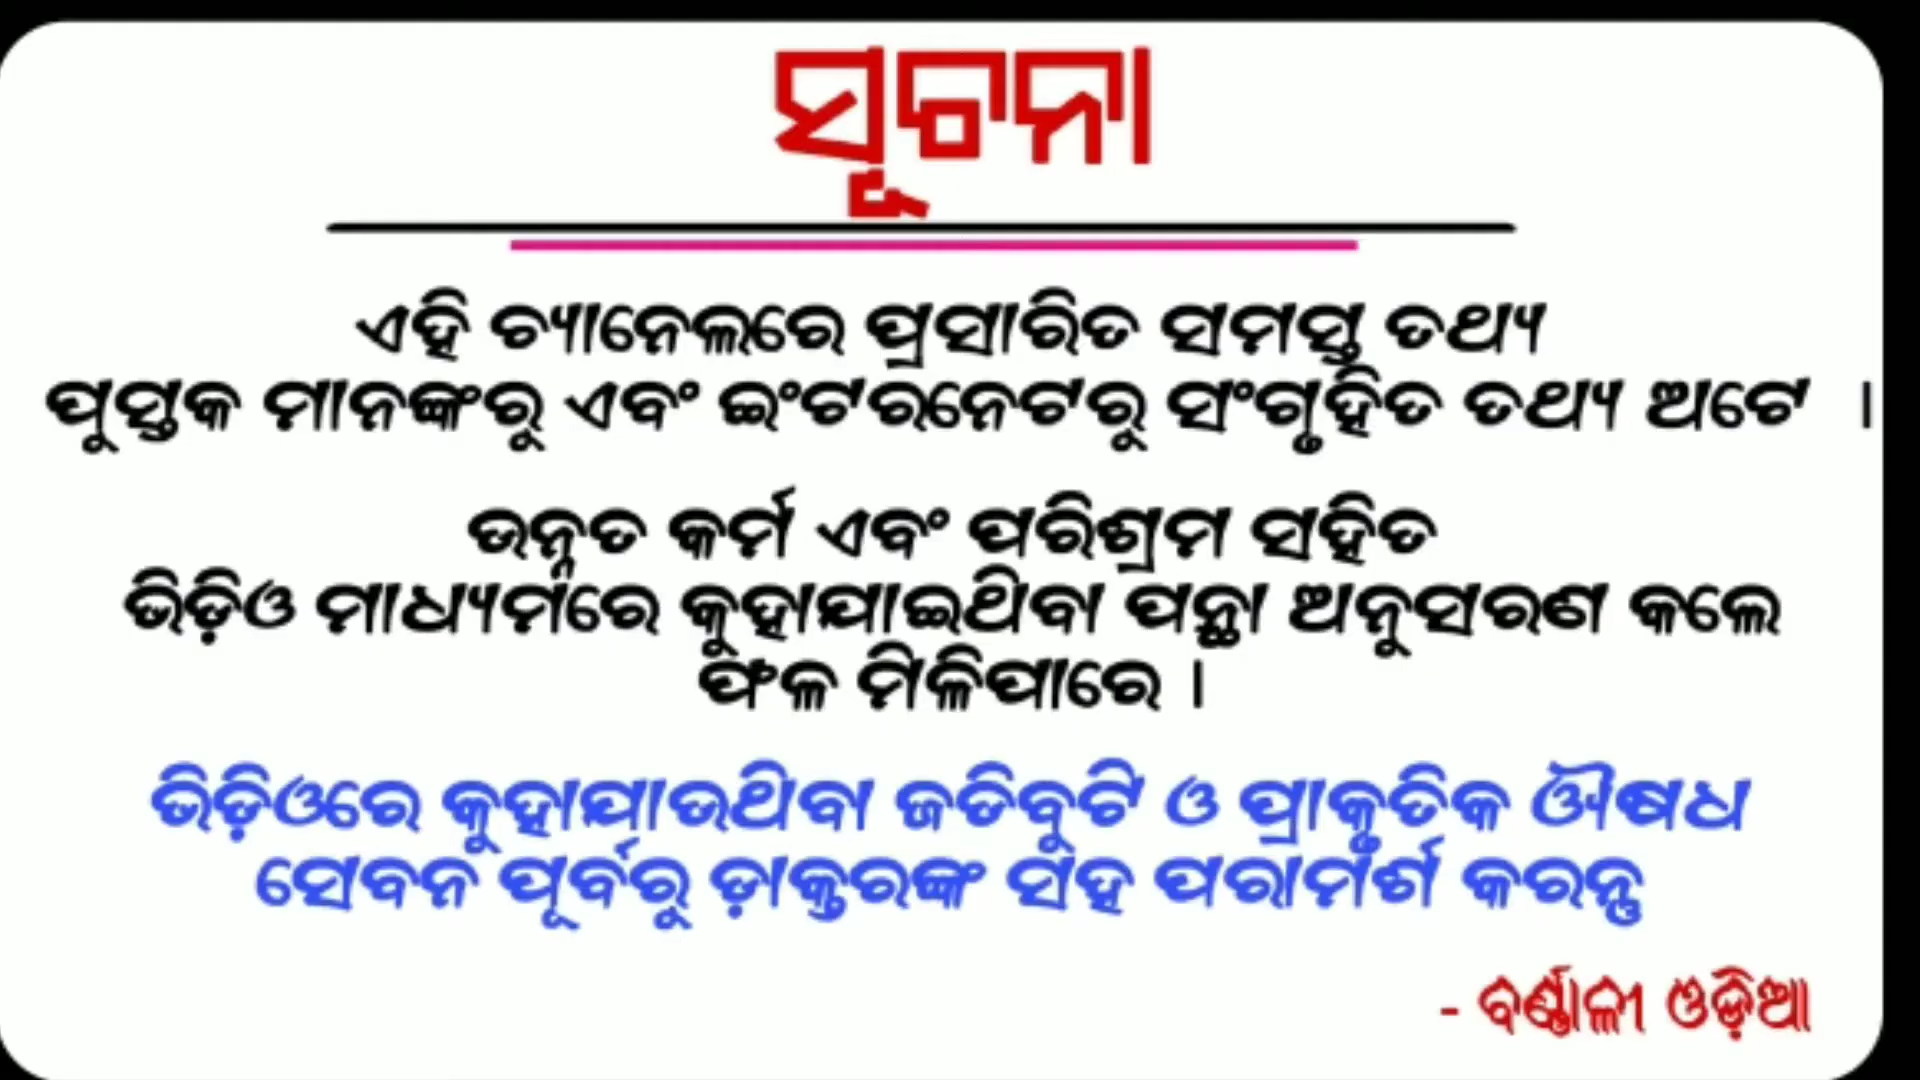 ସୂଚନା
ଏହି ଚ୍ୟାନେଲରେ ପ୍ରସାରିତ ସମସ୍ତ ତଥ୍ୟ
ପୁସ୍ତକ ମାନଙ୍କରୁ ଏବଂ ଇଂଟରନେଟରୁ ସଂଗୃହିତ ତଥ୍ୟ ଅଟେ ।
ଉନ୍ନତ କର୍ମ ଏବଂ ପରିଶ୍ରମ ସହିତ
ଭିଡ଼ିଓ ମାଧ୍ୟମରେ କୁହାଯାଇଥିବା ପନ୍ଥା ଅନୁସରଣ କଲେ
ଫଳ ମିଳିପାରେ ।
ଭିଡ଼ିଓରେ କୁହାଯାଉଥିବା ଜଡିବୁଟି ଓ ପ୍ରାକୃତିକ ଔଷଧ
ସେବନ ପୂର୍ବରୁ ଡ଼ାକ୍ତରଙ୍କ ସହ ପରାମର୍ଶ କରନ୍ତୁ
- ବର୍ଣ୍ଣାଳୀ ଓଡ଼ିଆ